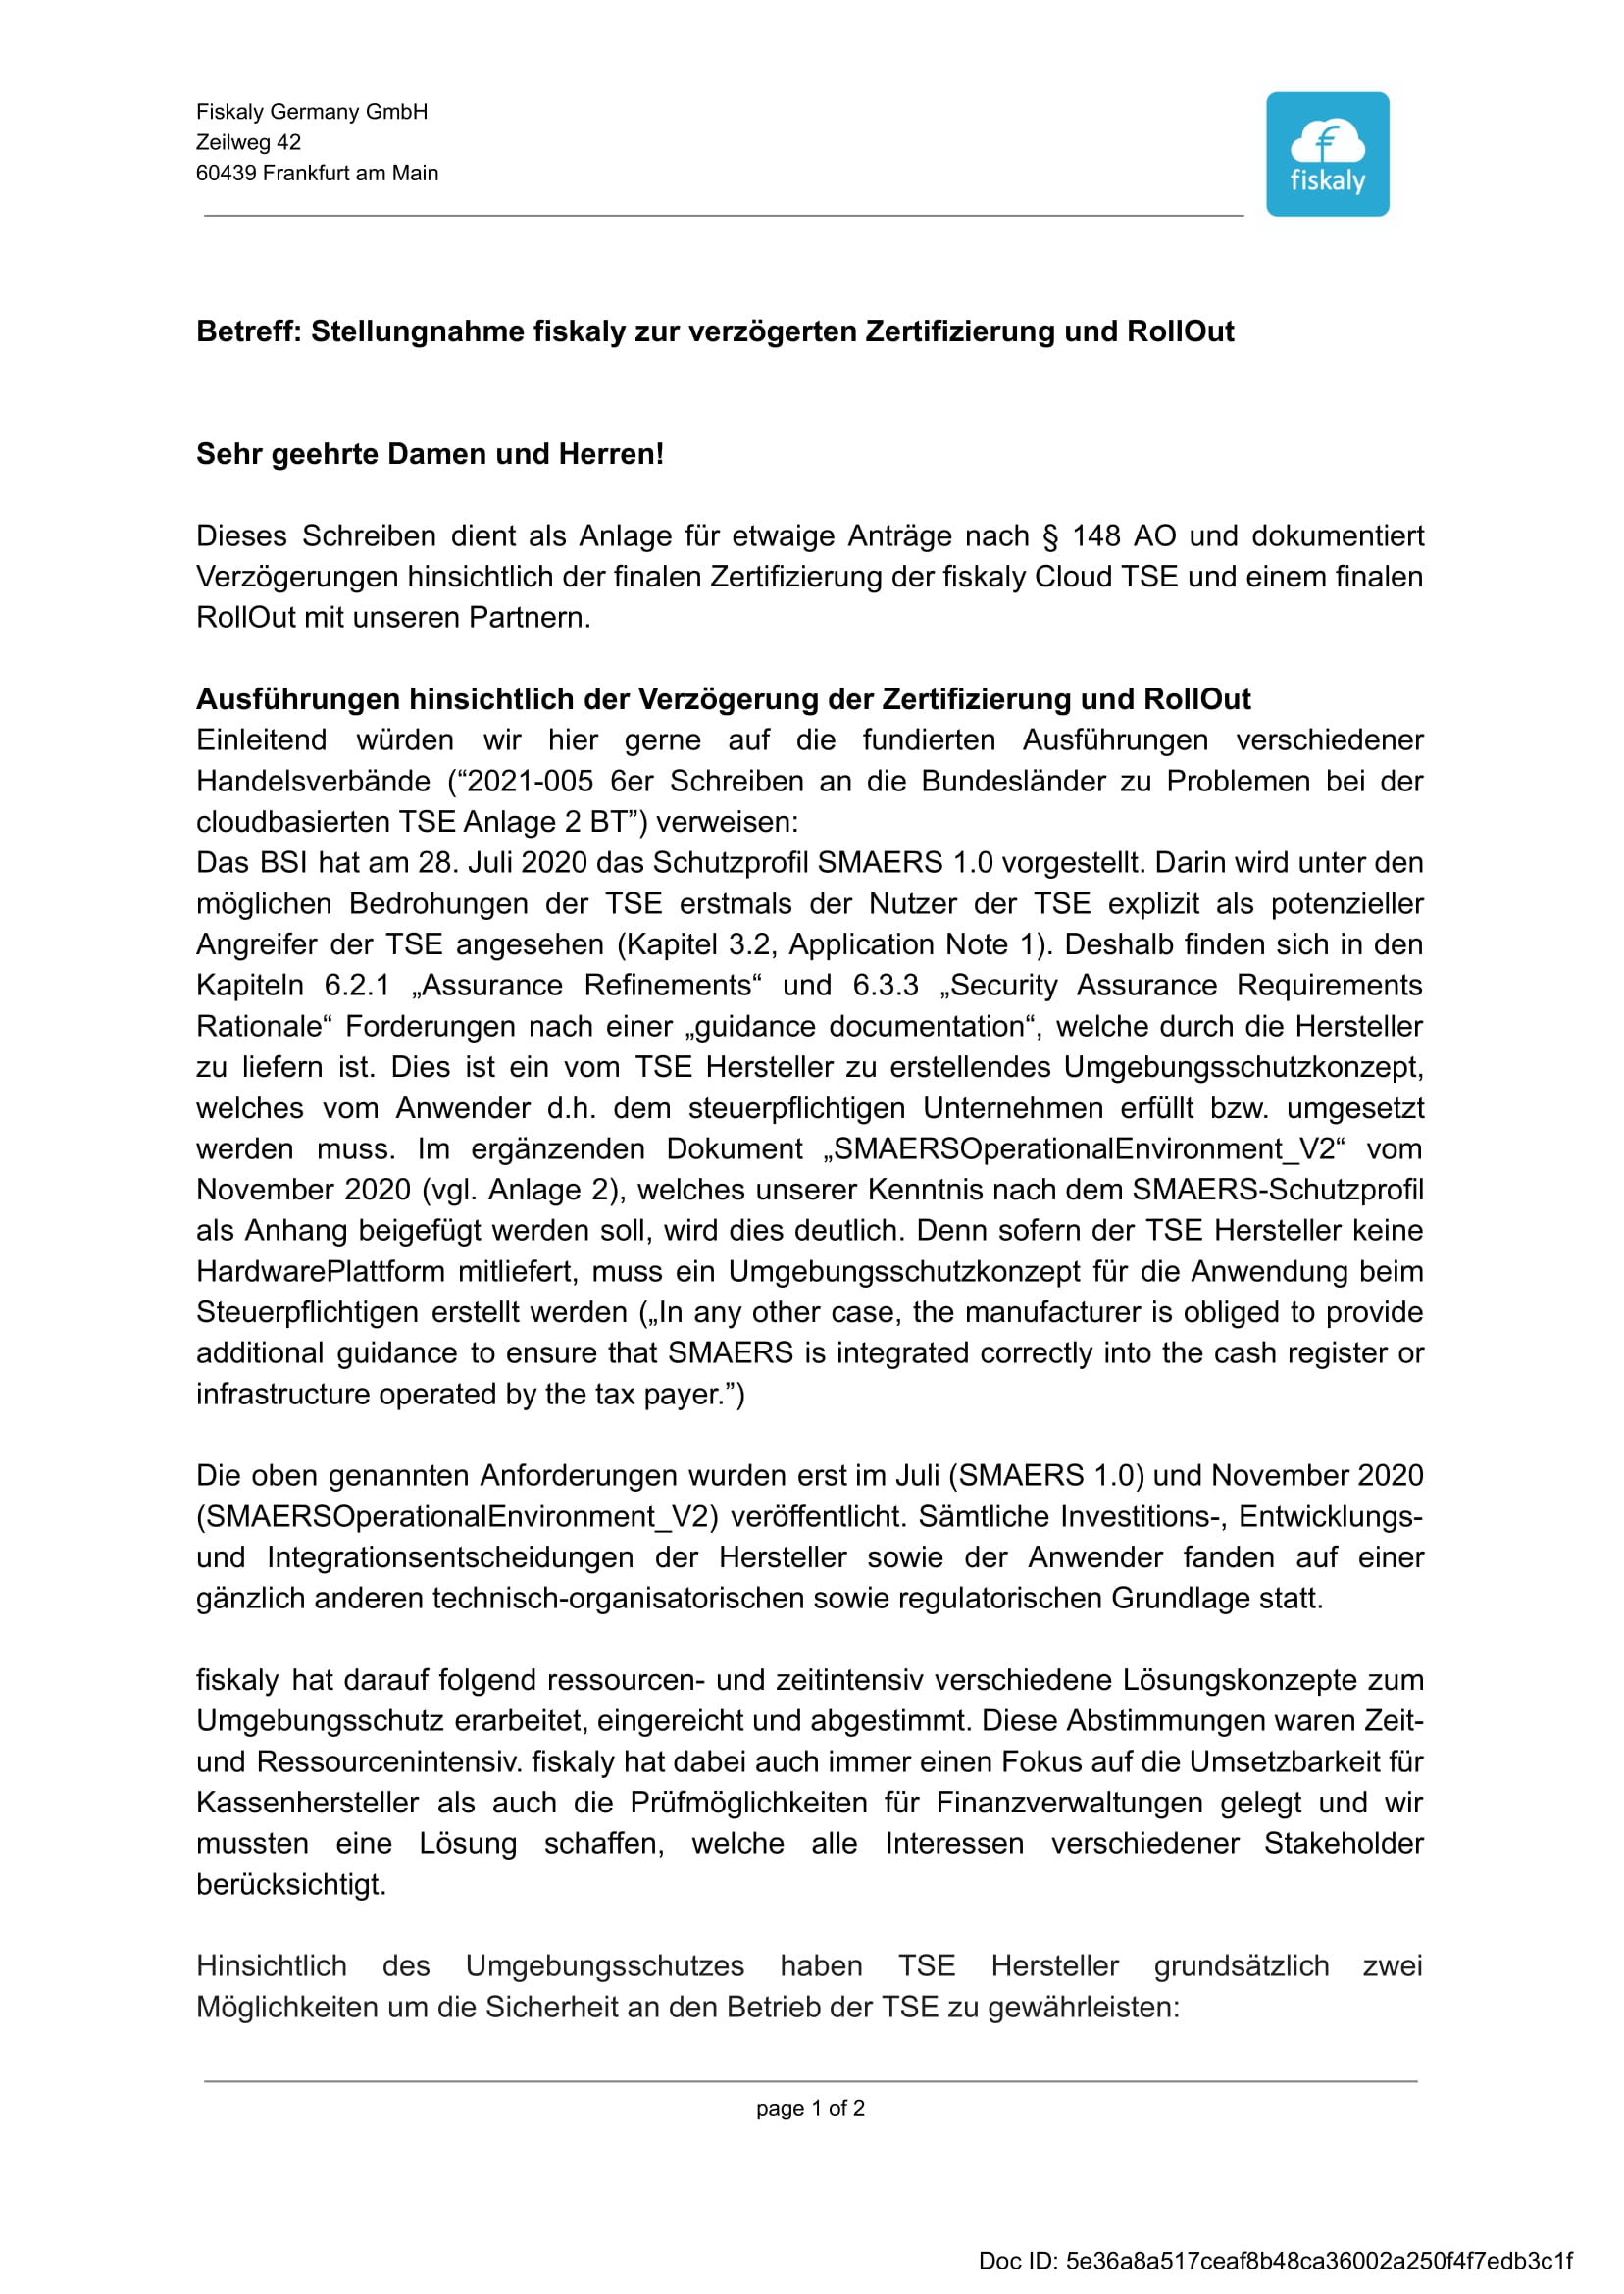 Fiskaly Germany GmbH
Zeilweg 42
60439 Frankfurt am Main
fiskaly
Betreff: Stellungnahme fiskaly zur verzögerten Zertifizierung und RollOut
Sehr geehrte Damen und Herren!
Dieses Schreiben dient als Anlage für etwaige Anträge nach § 148 AO und dokumentiert
Verzögerungen hinsichtlich der finalen Zertifizierung der fiskaly Cloud TSE und einem finalen
RollOut mit unseren Partnern.
Ausführungen hinsichtlich der Verzögerung der Zertifizierung und RollOut
Einleitend würden wir hier gerne auf die fundierten Ausführungen verschiedener
Handelsverbände (“2021-005 6er Schreiben an die Bundesländer zu Problemen bei der
cloudbasierten TSE Anlage 2 BT”) verweisen:
Das BSI hat am 28. Juli 2020 das Schutzprofil SMAERS 1.0 vorgestellt. Darin wird unter den
möglichen Bedrohungen der TSE erstmals der Nutzer der TSE explizit als potenzieller
Angreifer der TSE angesehen (Kapitel 3.2, Application Note 1). Deshalb finden sich in den
Kapiteln 6.2.1 „Assurance Refinements“ und 6.3.3 „Security Assurance Requirements
Rationale“ Forderungen nach einer „guidance documentation“, welche durch die Hersteller
zu liefern ist. Dies ist ein vom TSE Hersteller zu erstellendes Umgebungsschutzkonzept,
welches vom Anwender d.h. dem steuerpflichtigen Unternehmen erfüllt bzw. umgesetzt
werden muss. Im ergänzenden Dokument „SMAERSOperationalEnvironment_V2“ vom
November 2020 (vgl. Anlage 2), welches unserer Kenntnis nach dem SMAERS-Schutzprofil
als Anhang beigefügt werden soll, wird dies deutlich. Denn sofern der TSE Hersteller keine
HardwarePlattform mitliefert, muss ein Umgebungsschutzkonzept für die Anwendung beim
Steuerpflichtigen erstellt werden („In any other case, the manufacturer is obliged to provide
additional guidance to ensure that SMAERS is integrated correctly into the cash register or
infrastructure operated by the tax payer.”)
Die oben genannten Anforderungen wurden erst im Juli (SMAERS 1.0) und November 2020
(SMAERSOperationalEnvironment_V2) veröffentlicht. Sämtliche Investitions-, Entwicklungs-
und Integrationsentscheidungen der Hersteller sowie der Anwender fanden auf einer
gänzlich anderen technisch-organisatorischen sowie regulatorischen Grundlage statt.
fiskaly hat darauf folgend ressourcen- und zeitintensiv verschiedene Lösungskonzepte zum
Umgebungsschutz erarbeitet, eingereicht und abgestimmt. Diese Abstimmungen waren Zeit-
und Ressourcenintensiv. fiskaly hat dabei auch immer einen Fokus auf die Umsetzbarkeit für
Kassenhersteller als auch die Prüfmöglichkeiten für Finanzverwaltungen gelegt und wir
mussten eine Lösung schaffen, welche alle Interessen verschiedener Stakeholder
berücksichtigt.
Hinsichtlich des Umgebungsschutzes haben TSE Hersteller grundsätzlich zwei
Möglichkeiten um die Sicherheit an den Betrieb der TSE zu gewährleisten:
page 1 of 2
Doc ID: 5e36a8a517ceaf8b48ca36002a250f4f7edb3c1f